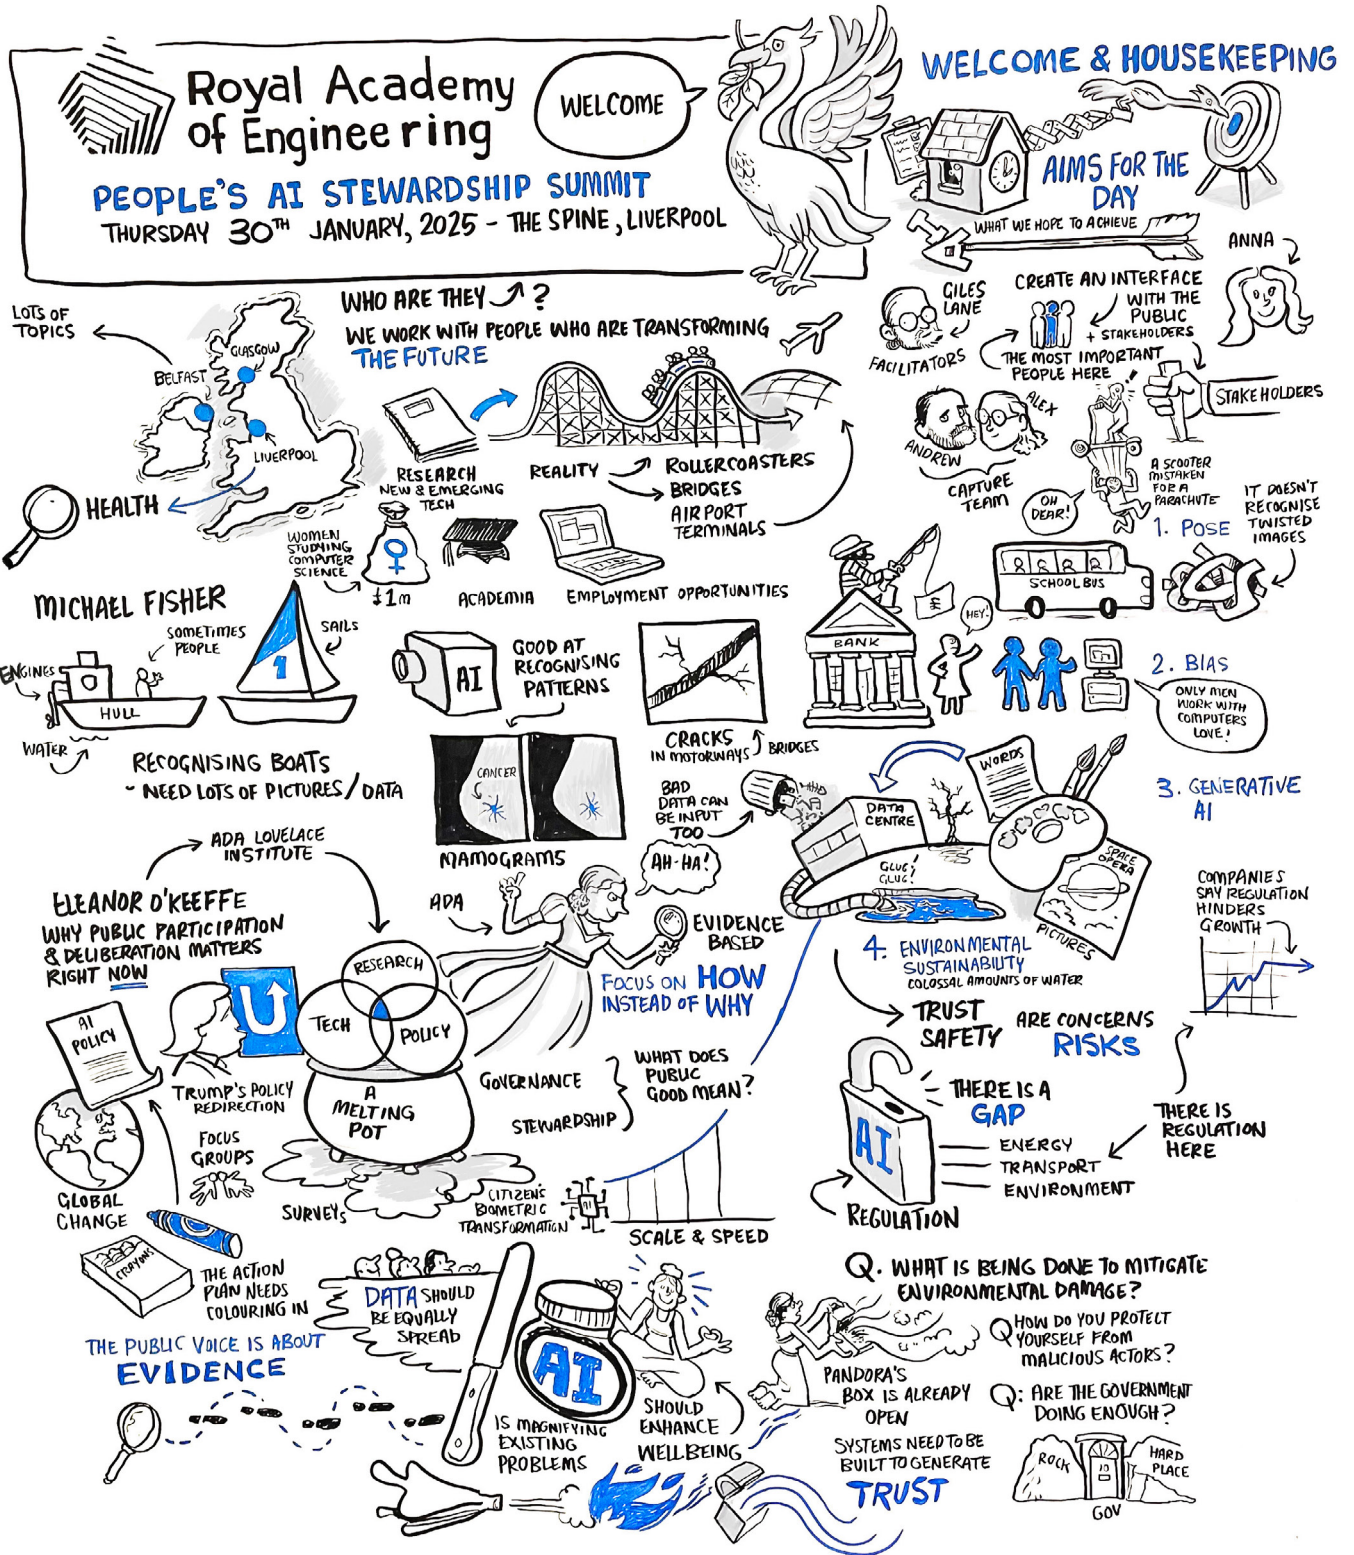 Royal Academy
of Engineering
WELCOME
PEOPLE'S AI STEWARDSHIP SUMMIT
THURSDAY 30TH JANUARY, 2025 - THE SPINE, LIVERPOOL
WELCOME & HOUSEKEEPING
AIMS FOR THE
DAY
WHAT WE HOPE TO ACHIEVE
ANNA
GILES
LANE
FACILITATORS
CREATE AN INTERFACE
WITH THE
PUBLIC
+ STAKEHOLDERS
THE MOST IMPORTANT
PEOPLE HERE
STAKEHOLDERS
ALEX
ANDREW
CAPTURE
TEAM
LOTS OF
TOPICS
GLASGOW
BELFAST
LIVERPOOL
HEALTH
WHO ARE THEY ?
WE WORK WITH PEOPLE WHO ARE TRANSFORMING
THE FUTURE
RESEARCH
NEW & EMERGING
TECH
REALITY
ROLLERCOASTERS
BRIDGES
AIRPORT
TERMINALS
WOMEN
STUDYING
COMPUTER
SCIENCE
£1m
ACADEMIA
EMPLOYMENT OPPORTUNITIES
OH
DEAR!
A SCOOTER
MISTAKEN
FOR A
PARACHUTE
1. POSE
IT DOESN'T
RECOGNISE
TWISTED
IMAGES
SCHOOL BUS
MICHAEL FISHER
ENGINES
SOMETIMES
PEOPLE
HULL
WATER
SAILS
1
RECOGNISING BOATS
- NEED LOTS OF PICTURES/DATA
AI
GOOD AT
RECOGNISING
PATTERNS
CANCER
MAMOGRAMS
CRACKS
IN MOTORWAYS
BRIDGES
£
BANK
HEY!
2. BIAS
ONLY MEN
WORK WITH
COMPUTERS
LOVE!
BAD
DATA CAN
BE INPUT
TOO
DATA
CENTRE
WORDS
GLUG!
GLUG!
SPACE
OPERA
PICTURES
3. GENERATIVE
AI
4. ENVIRONMENTAL
SUSTAINABILITY
COLOSSAL AMOUNTS OF WATER
COMPANIES
SAY REGULATION
HINDERS
GROWTH
ADA LOVELACE
INSTITUTE
ELEANOR O'KEEFFE
WHY PUBLIC PARTICIPATION
& DELIBERATION MATTERS
RIGHT NOW
ADA
AH-HA!
EVIDENCE
BASED
FOCUS ON HOW
INSTEAD OF WHY
RESEARCH
TECH
POLICY
A
MELTING
POT
AI
POLICY
U
TRUMP'S POLICY
REDIRECTION
GLOBAL
CHANGE
FOCUS
GROUPS
SURVEYS
GOVERNANCE
STEWARDSHIP
WHAT DOES
PUBLIC
GOOD MEAN?
CITIZENS
BIOMETRIC
TRANSFORMATION
AI
SCALE & SPEED
TRUST
SAFETY
ARE CONCERNS
RISKS
THERE IS A
GAP
AI
ENERGY
TRANSPORT
ENVIRONMENT
THERE IS
REGULATION
HERE
REGULATION
CRAYONS
THE ACTION
PLAN NEEDS
COLOURING IN
THE PUBLIC VOICE IS ABOUT
EVIDENCE
DATA SHOULD
BE EQUALLY
SPREAD
AI
IS MAGNIFYING
EXISTING
PROBLEMS
SHOULD
ENHANCE
WELLBEING
PANDORA'S
BOX IS ALREADY
OPEN
SYSTEMS NEED TO BE
BUILT TO GENERATE
TRUST
Q. WHAT IS BEING DONE TO MITIGATE
ENVIRONMENTAL DAMAGE?
Q HOW DO YOU PROTECT
YOURSELF FROM
MALICIOUS ACTORS?
Q: ARE THE GOVERNMENT
DOING ENOUGH?
ROCK
10
HARD
PLACE
GOV